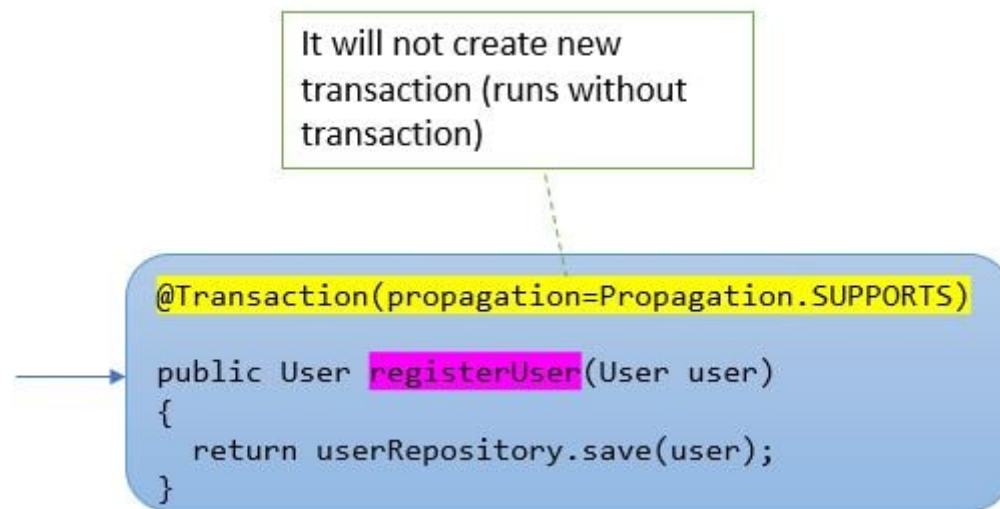 It will not create new
transaction (runs without
transaction)
@Transaction(propagation=Propagation.SUPPORTS)
public User registerUser(User user)
{
return userRepository.save(user);
}